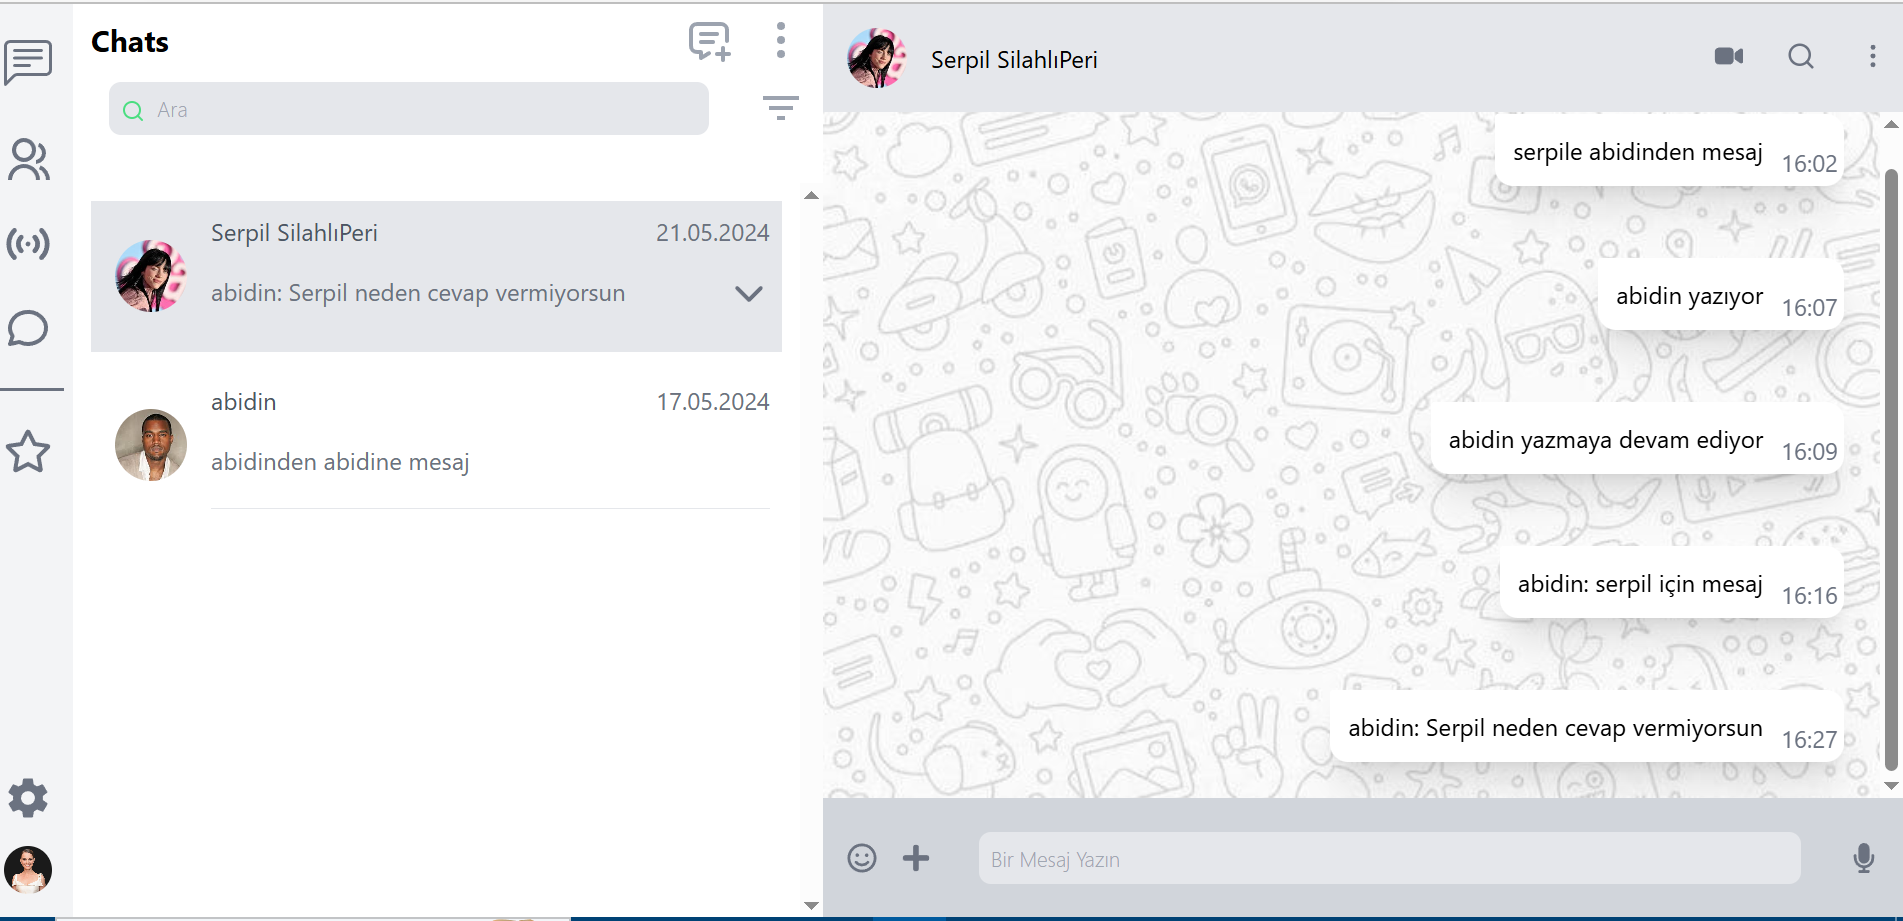 Chats
Ara
Serpil SilahlıPeri
21.05.2024
abidin: Serpil neden cevap vermiyorsun
abidin
17.05.2024
abidinden abidine mesaj
Serpil SilahlıPeri
serpile abidinden mesaj 16:02
abidin yazıyor 16:07
abidin yazmaya devam ediyor 16:09
abidin: serpil için mesaj 16:16
abidin: Serpil neden cevap vermiyorsun 16:27
Bir Mesaj Yazın